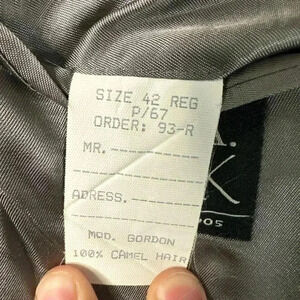 SIZE 42 REG
P/67
ORDER: 93-R
MR.
ADRESS.
MOD. GORDON
100% CAMEL HAIR
A.
K